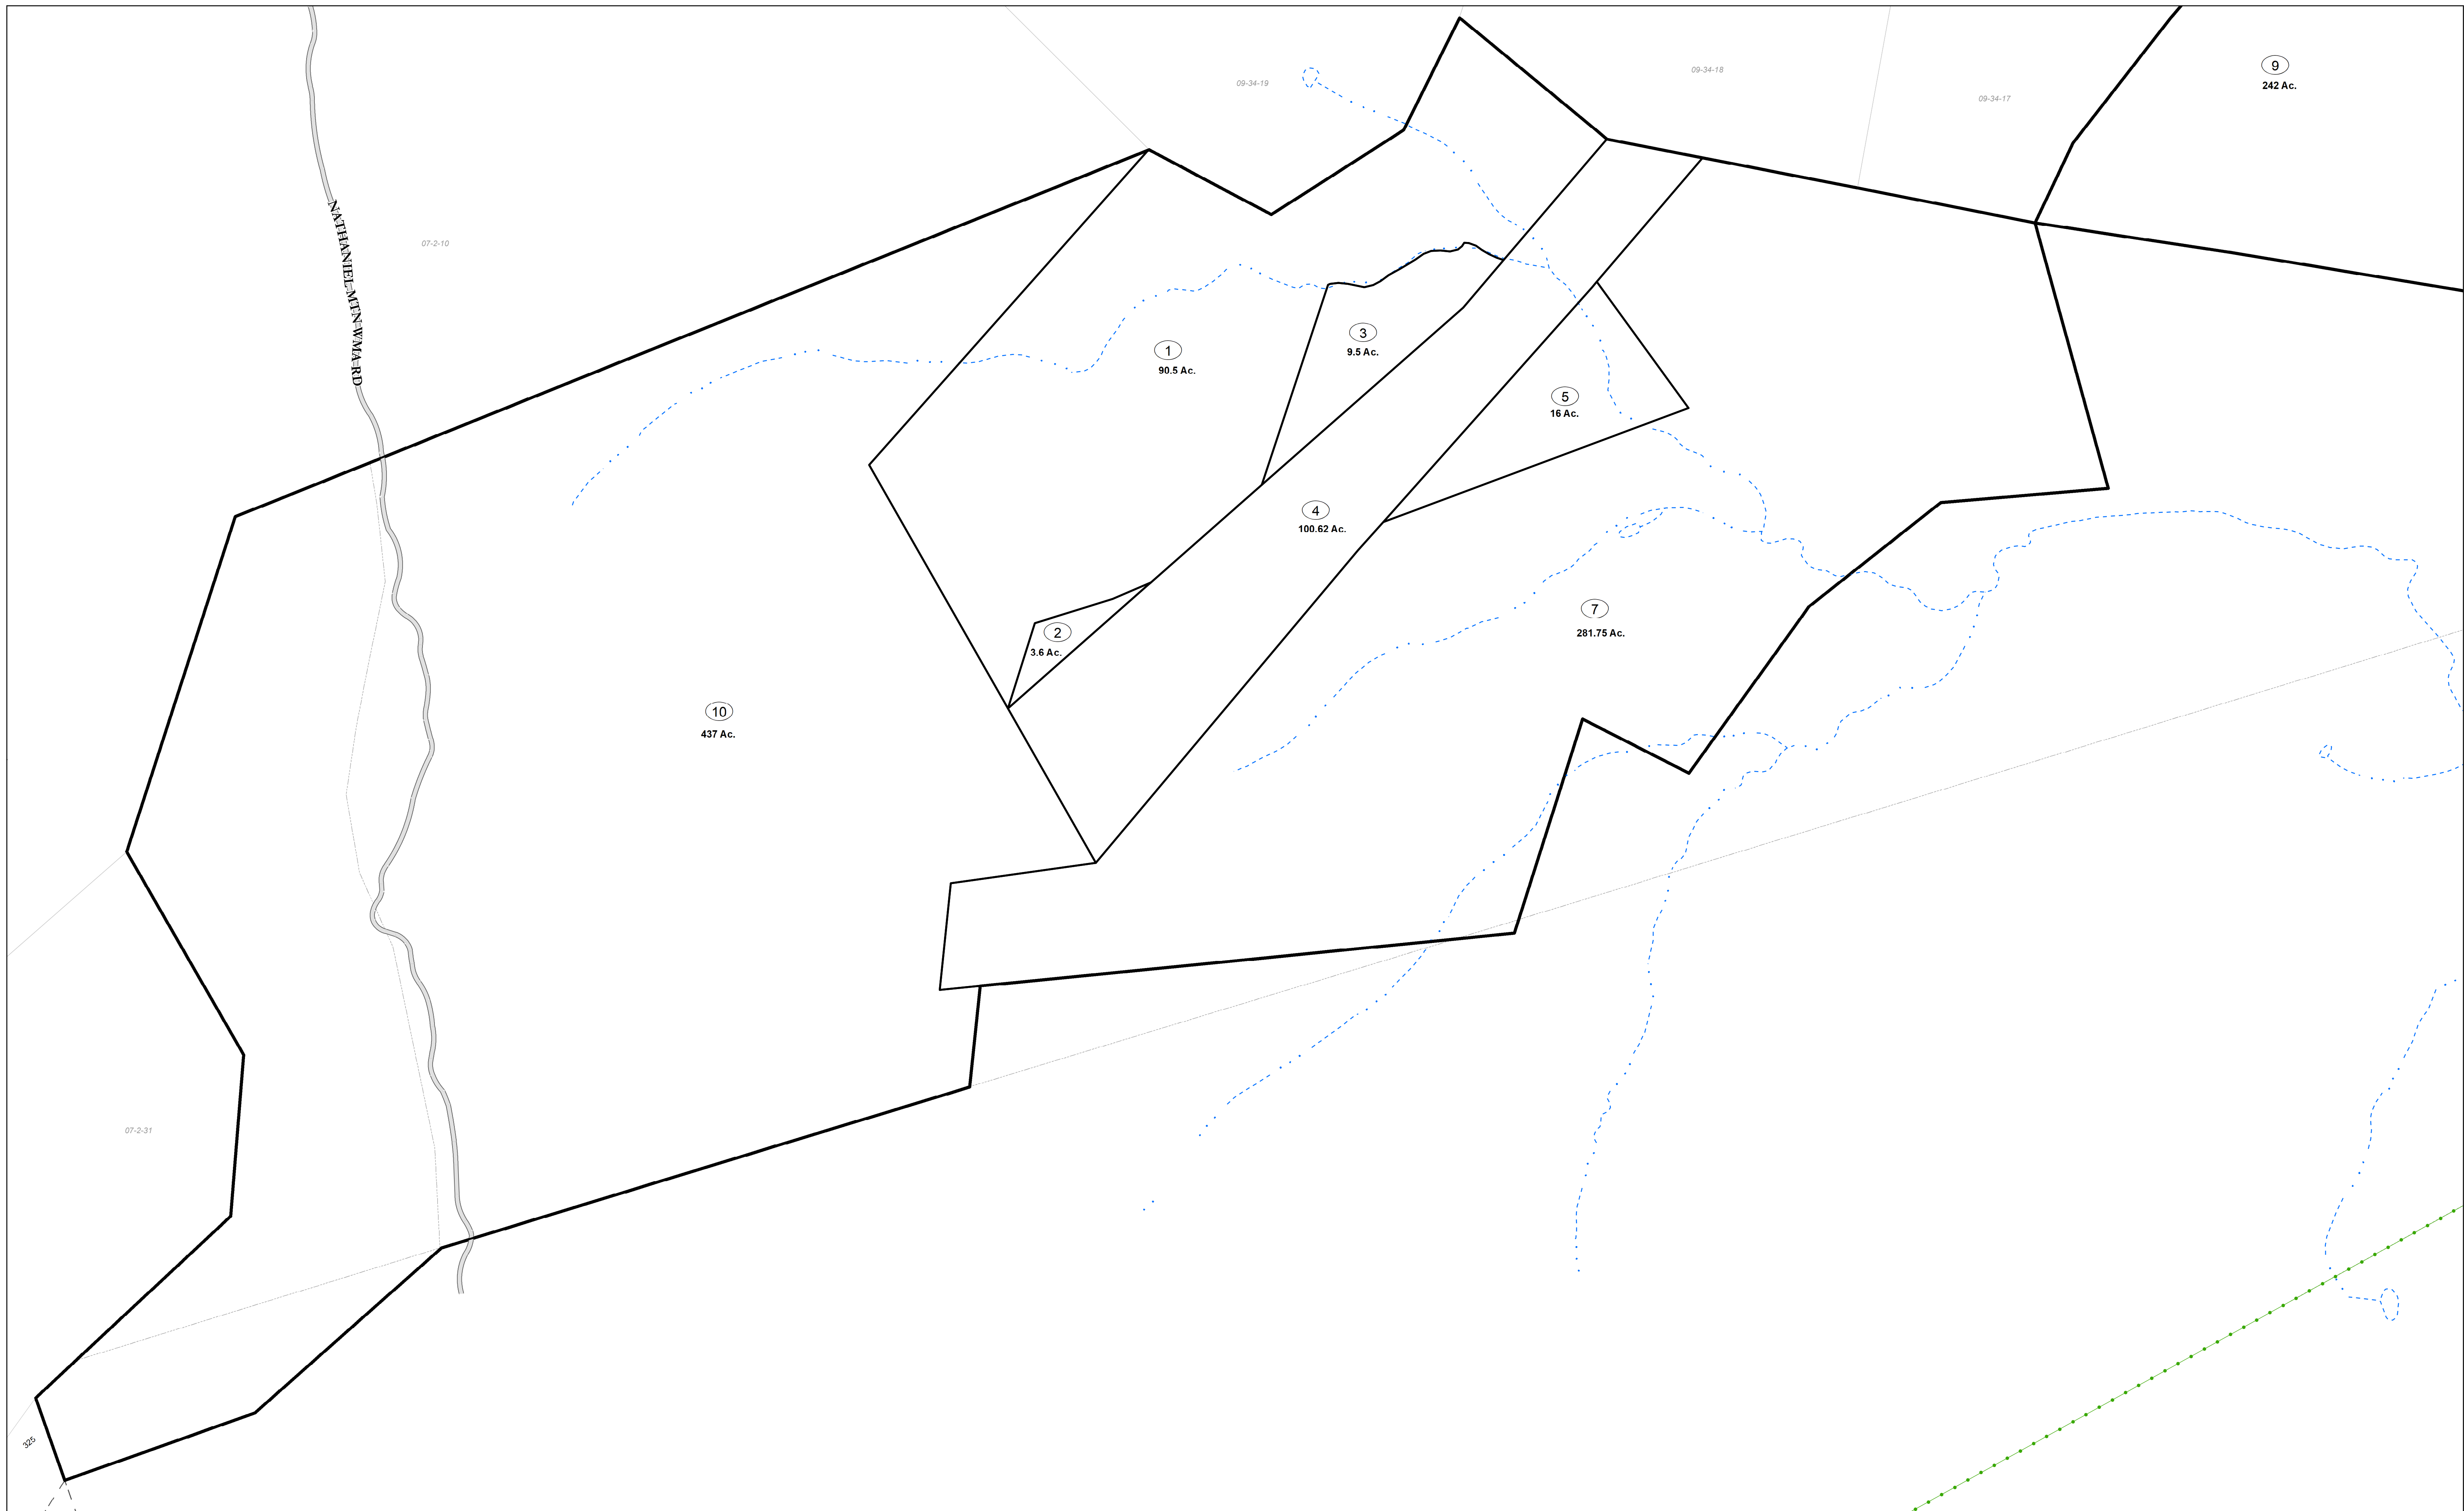 9
242 Ac.
09-34-18
09-34-19
09-34-17
NATHANIEL MTN WMA RD
07-2-10
3
9.5 Ac.
1
90.5 Ac.
5
16 Ac.
4
100.62 Ac.
7
281.75 Ac.
2
3.6 Ac.
10
437 Ac.
07-2-31
325